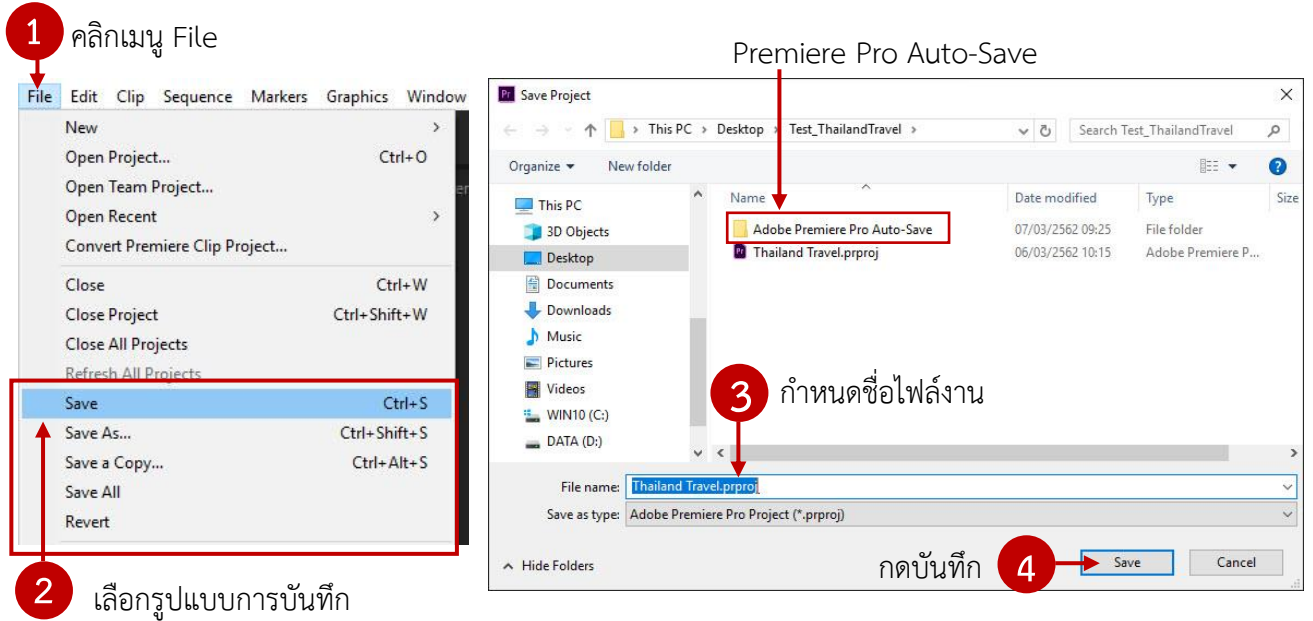 1 คลิกเมนู File
File Edit Clip Sequence Markers Graphics Window
New >
Open Project... Ctrl+O
Open Team Project...
Open Recent >
Convert Premiere Clip Project...
Close Ctrl+W
Close Project Ctrl+Shift+W
Close All Projects
Refresh All Projects
Save Ctrl+S
Save As... Ctrl+Shift+S
Save a Copy... Ctrl+Alt+S
Save All
Revert
2 เลือกรูปแบบการบันทึก
Premiere Pro Auto-Save
Pr Save Project
> This PC > Desktop > Test_ThailandTravel >
Search Test_ThailandTravel
Organize New folder
This PC
3D Objects
Desktop
Documents
Downloads
Music
Pictures
Videos
WIN10 (C:)
DATA (D:)
Name Date modified Type Size
Adobe Premiere Pro Auto-Save 07/03/2562 09:25 File folder
Thailand Travel.prproj 06/03/2562 10:15 Adobe Premiere P...
3 กำหนดชื่อไฟล์งาน
File name: Thailand Travel.prproj
Save as type: Adobe Premiere Pro Project (*.prproj)
Hide Folders
กดบันทึก 4
Save Cancel